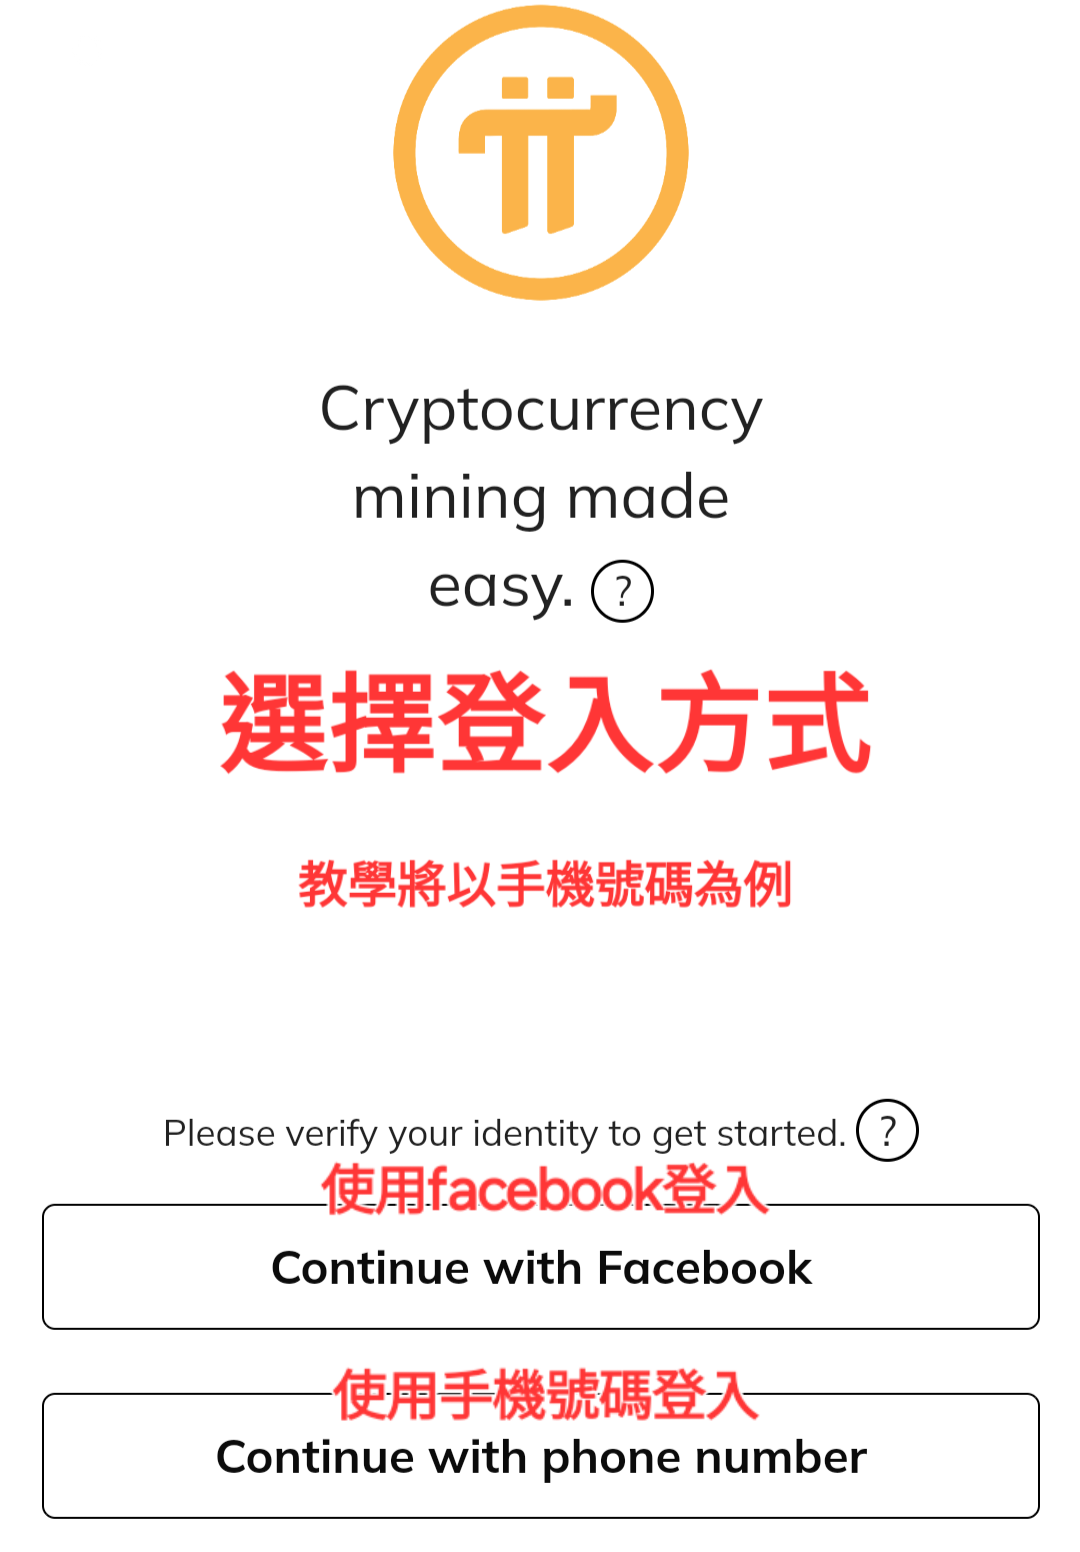 Cryptocurrency
mining made
easy. ?
選擇登入方式
教學將以手機號碼為例
Please verify your identity to get started. ?
使用facebook登入
Continue with Facebook
使用手機號碼登入
Continue with phone number